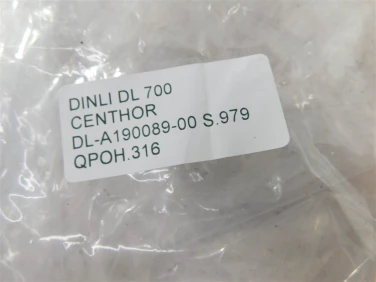 DINLI DL 700
CENTHOR
DL-A190089-00 S.979
QPOH.316